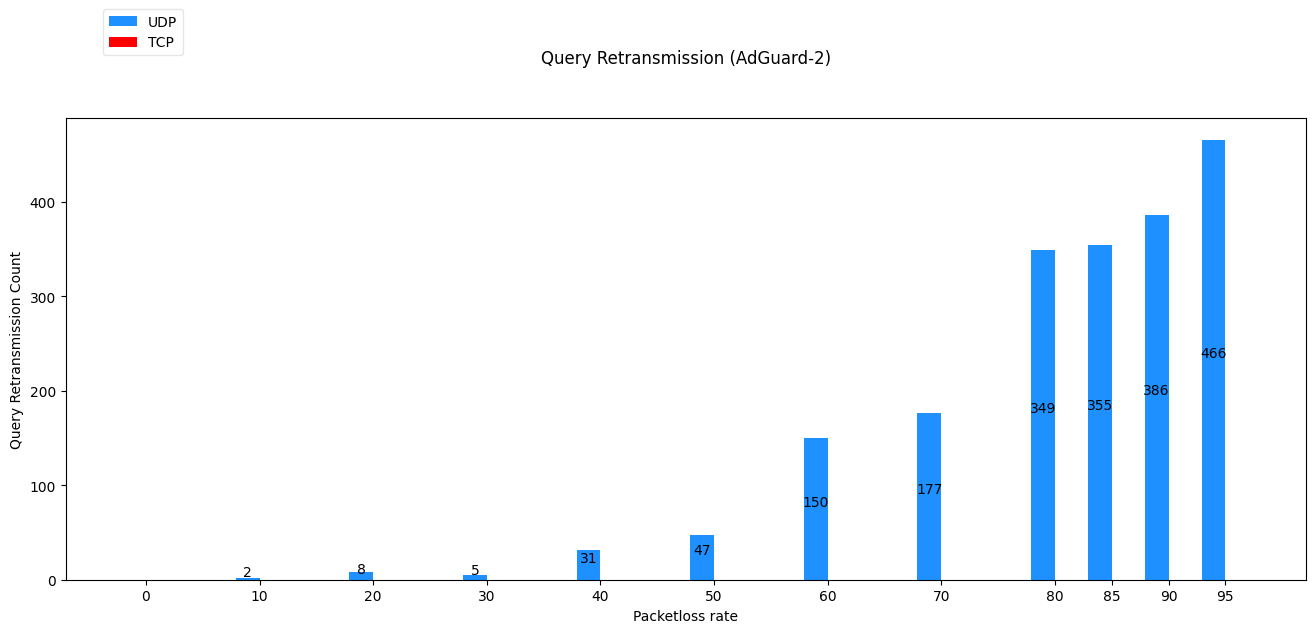 UDP
TCP
Query Retransmission (AdGuard-2)
Query Retransmission Count
400
300
200
100
0
2
8
5
31
47
150
177
349
355
386
466
0 10 20 30 40 50 60 70 80 85 90 95
Packetloss rate